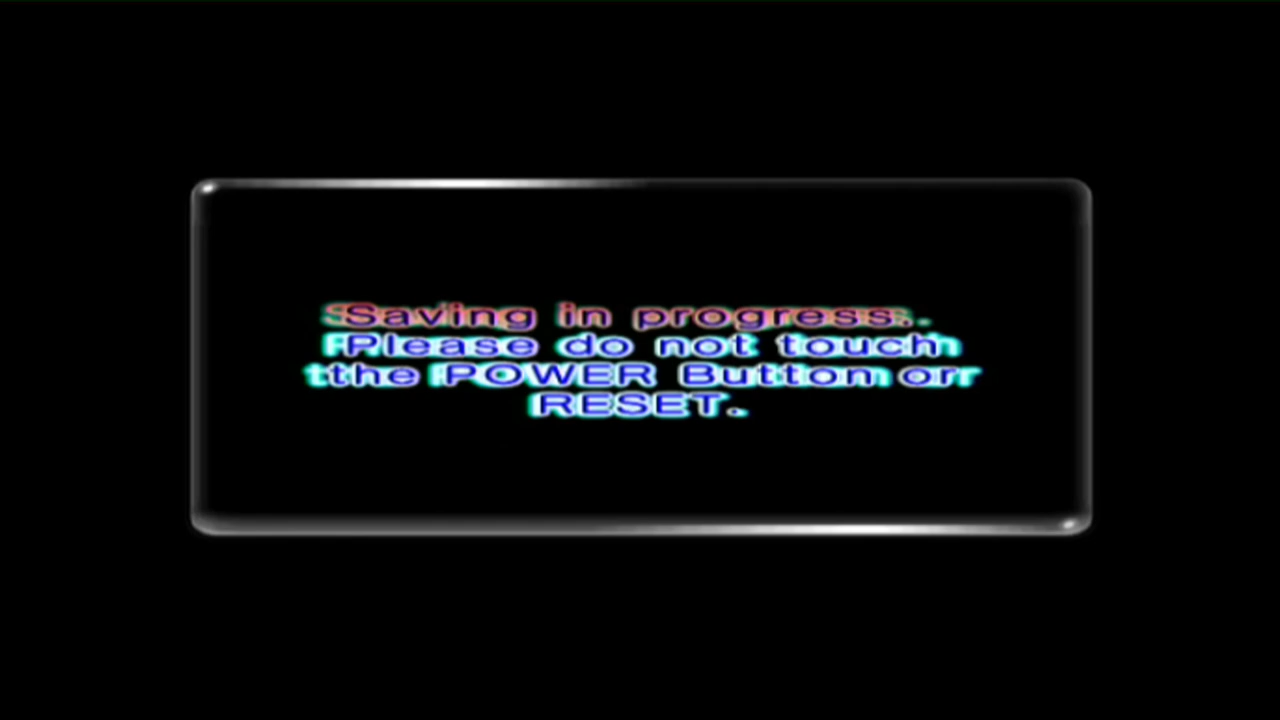 Saving in progress.
Please do not touch
the POWER Button or
RESET.